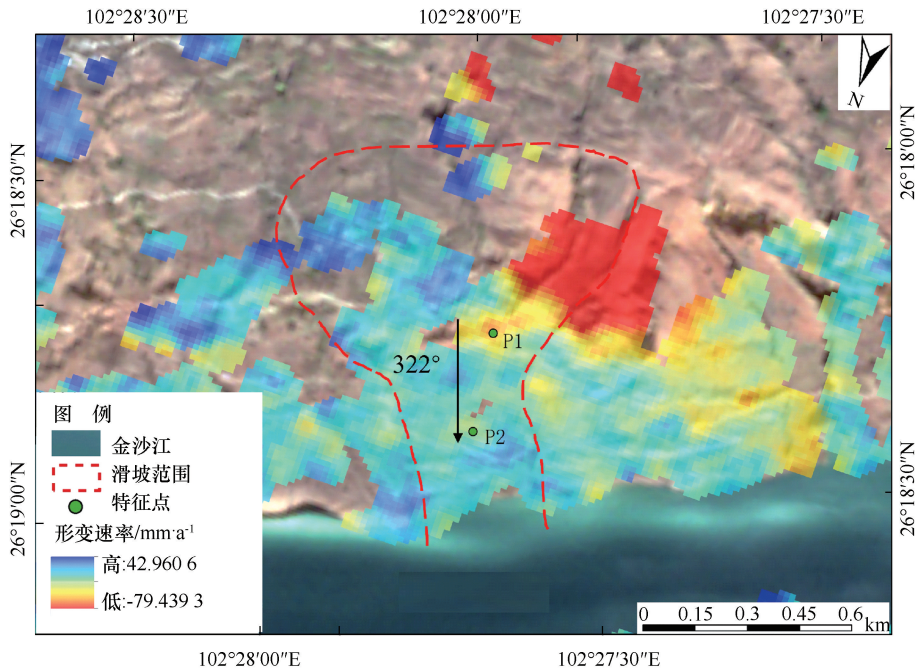 102°28′30″E
102°28′00″E
102°27′30″E
N
26°18′30″N
26°19′00″N
26°18′00″N
26°18′30″N
P1
322°
P2
图 例
金沙江
滑坡范围
特征点
形变速率/mm·a-1
高:42.960 6
低:-79.439 3
0 0.15 0.3 0.45 0.6
km
102°28′00″E
102°27′30″E